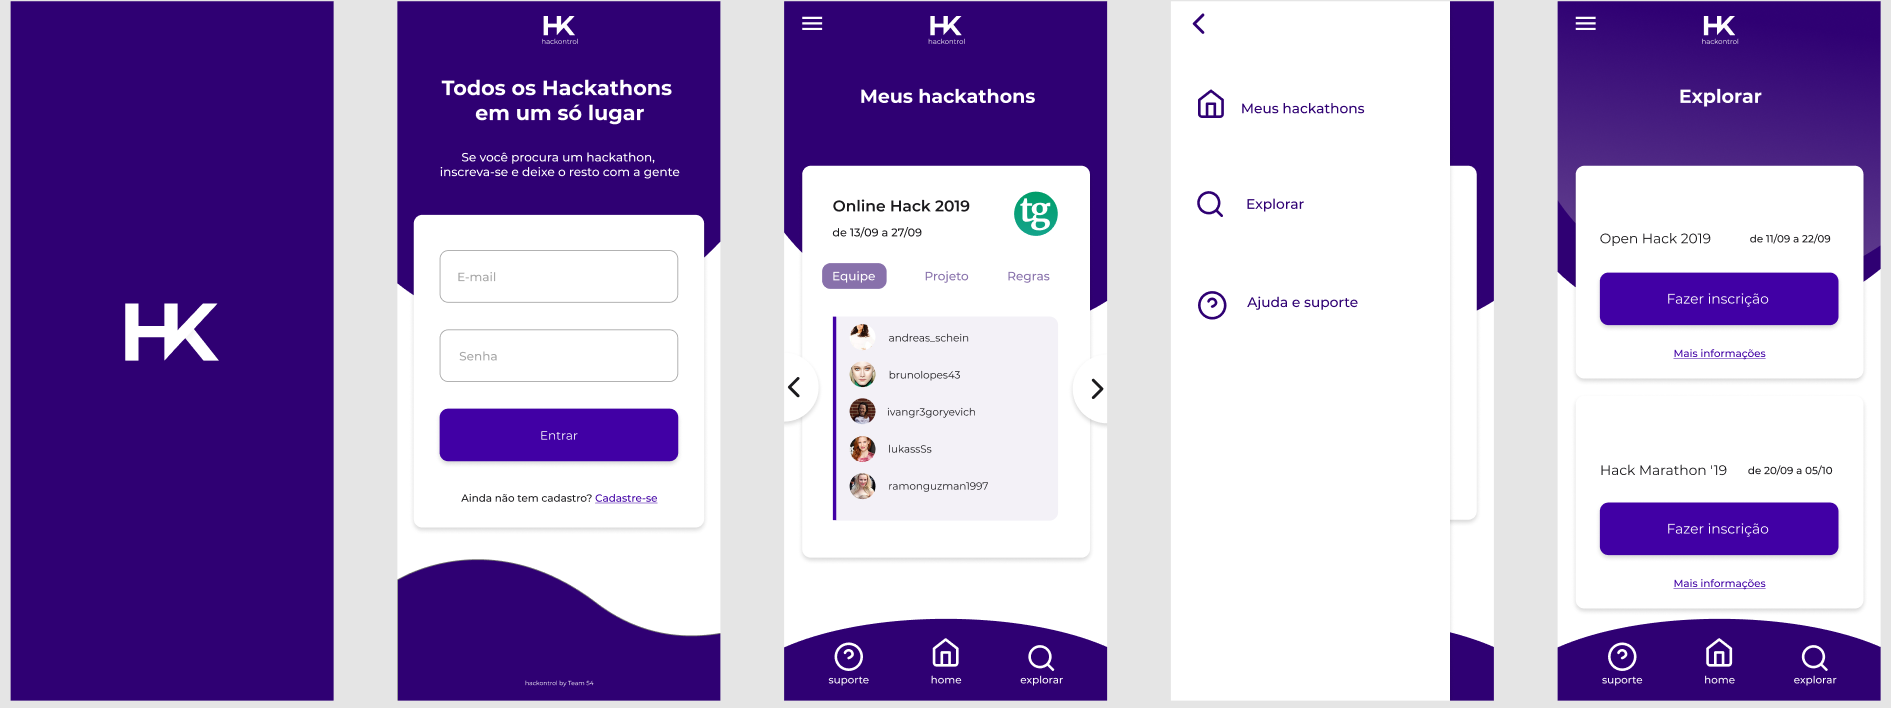 HK
HK
hackontrol
Todos os Hackathons
em um só lugar
Se você procura um hackathon,
inscreva-se e deixe o resto com a gente
E-mail
Senha
Entrar
Ainda não tem cadastro? Cadastre-se
hackontrol by Team 54
HK
hackontrol
Meus hackathons
Online Hack 2019
tg
de 13/09 a 27/09
Equipe Projeto Regras
andreas_schein
brunolopes43
ivangr3goryevich
lukassSs
ramonguzman1997
suporte home explorar
Meus hackathons
Explorar
Ajuda e suporte
HK
hackontrol
Explorar
Open Hack 2019 de 11/09 a 22/09
Fazer inscrição
Mais informações
Hack Marathon '19 de 20/09 a 05/10
Fazer inscrição
Mais informações
suporte home explorar